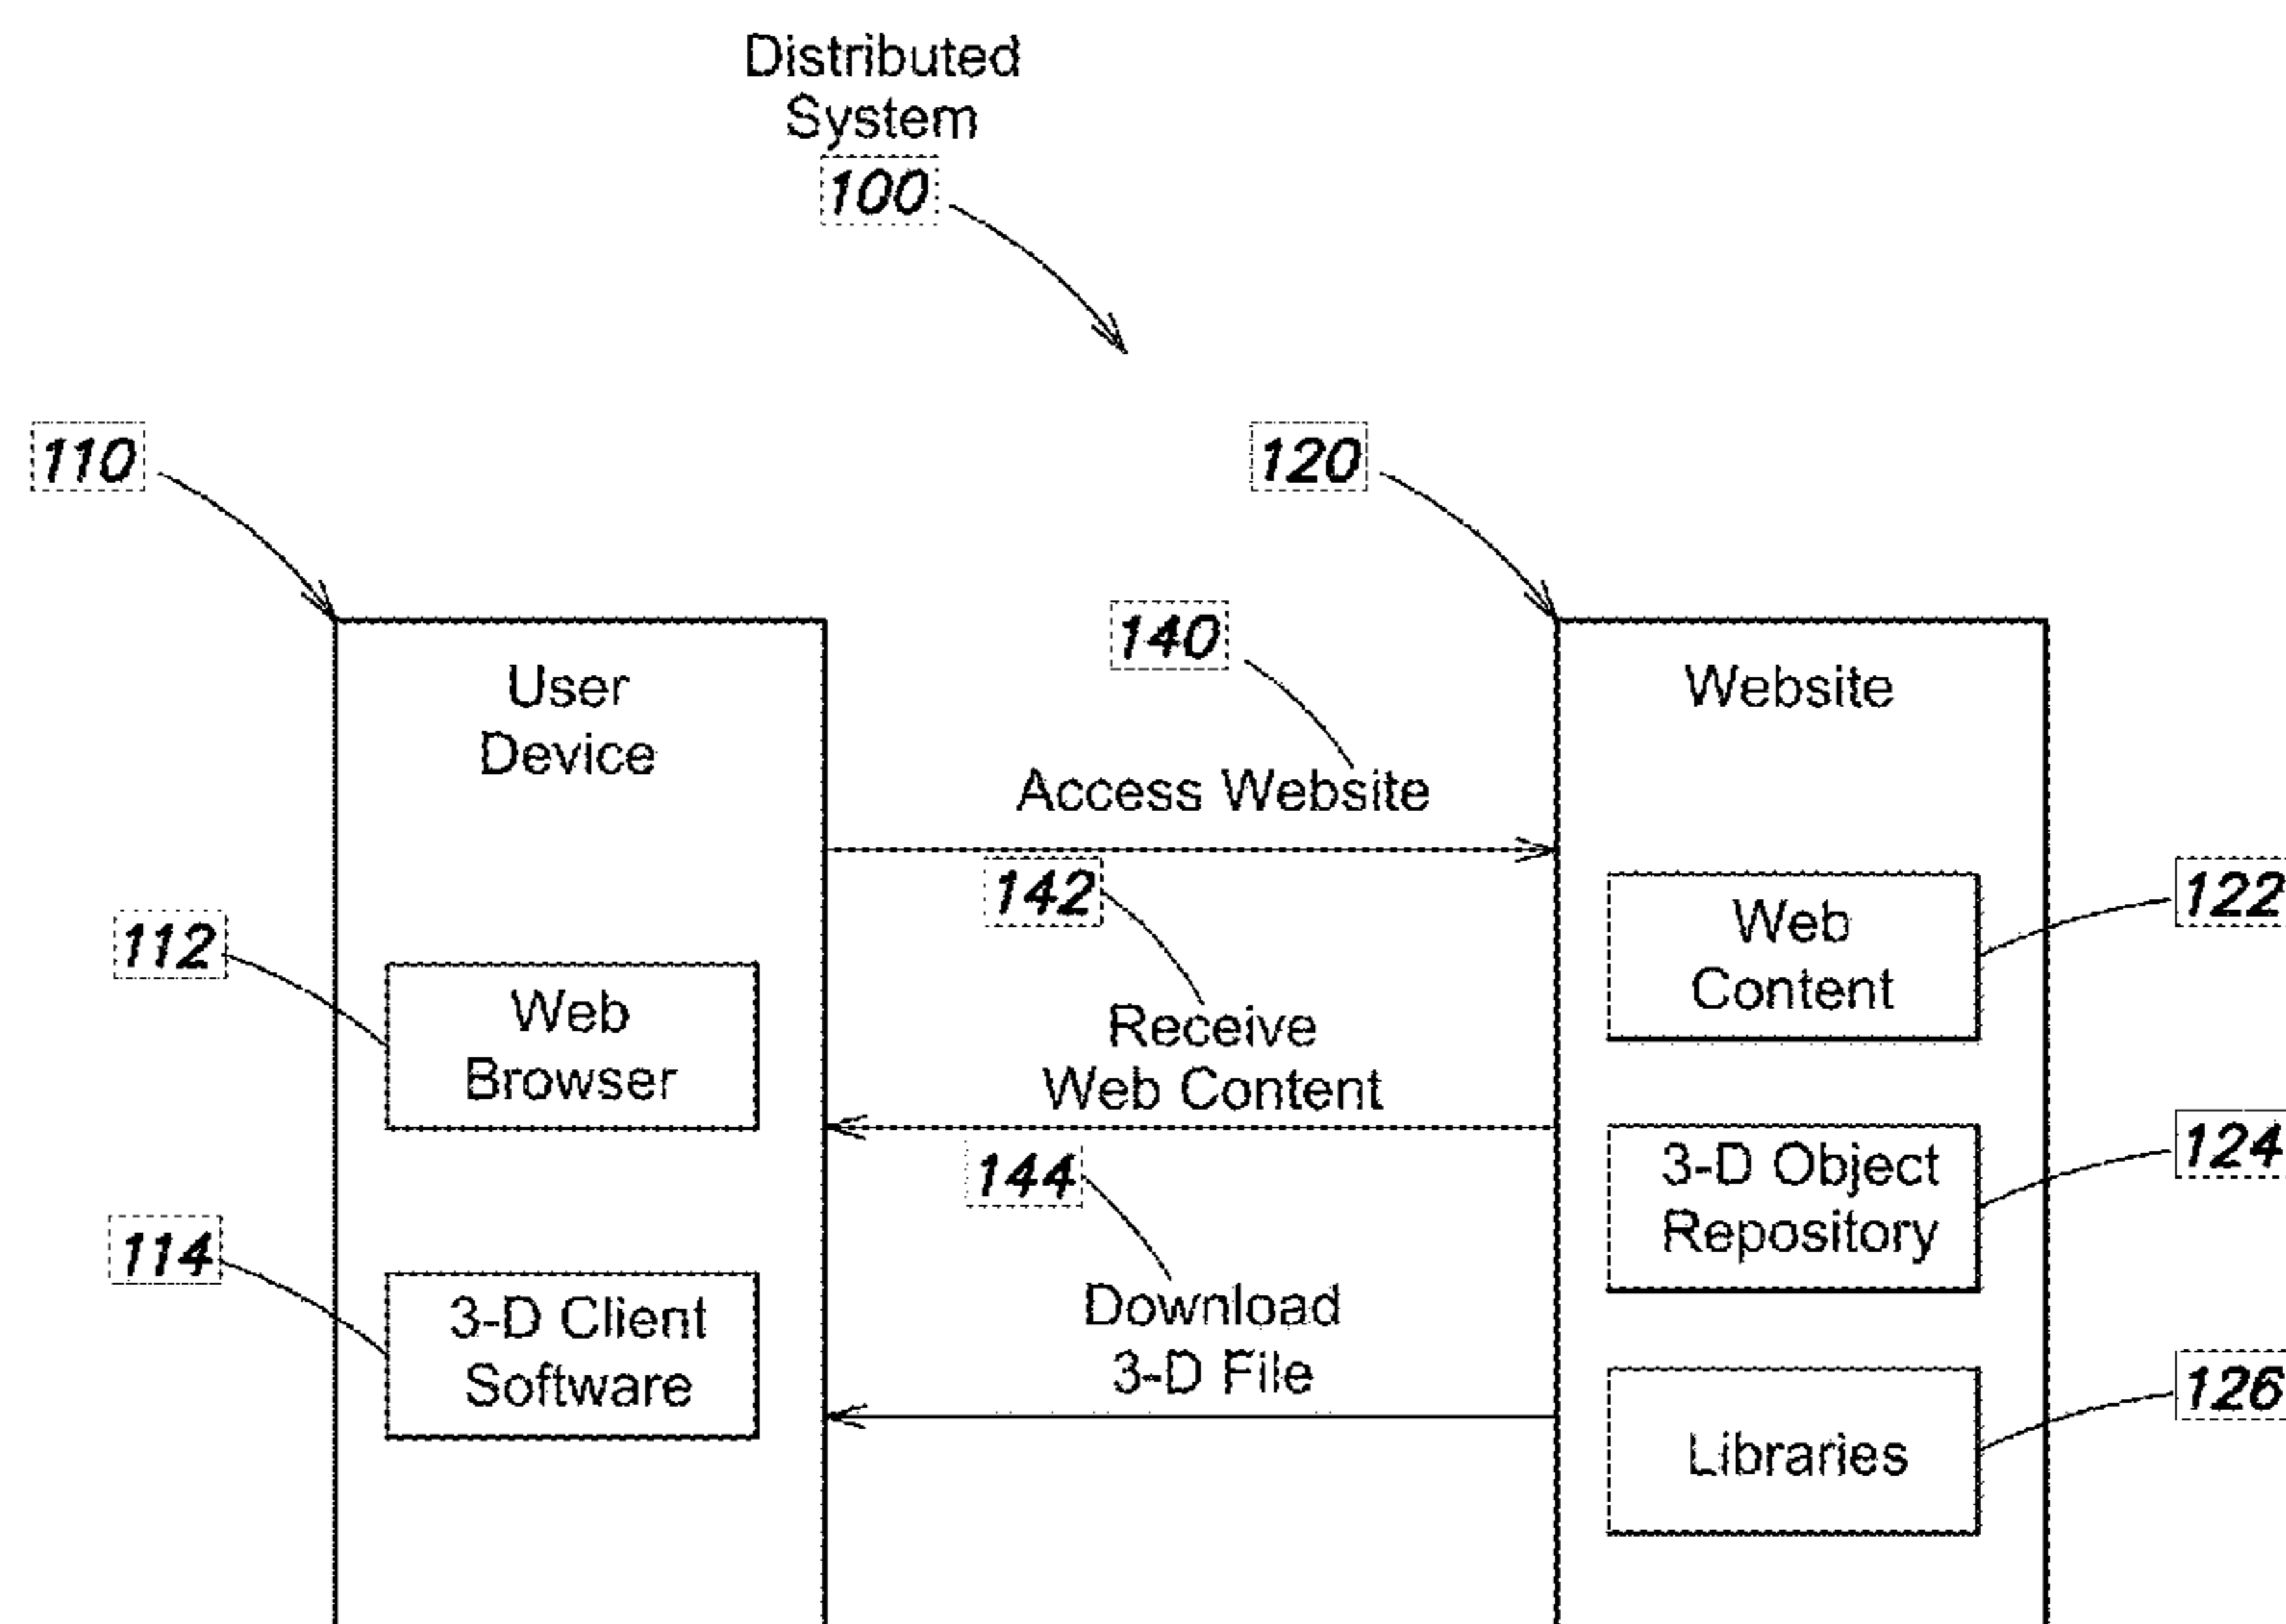 Distributed
System
100
110
120
140
User
Device
Website
Access Website
142
122
Web
Content
112
Web
Browser
Receive
Web Content
144
124
3-D Object
Repository
114
3-D Client
Software
Download
3-D File
126
Libraries